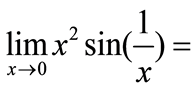 lim x→0 x² sin(1/x) =